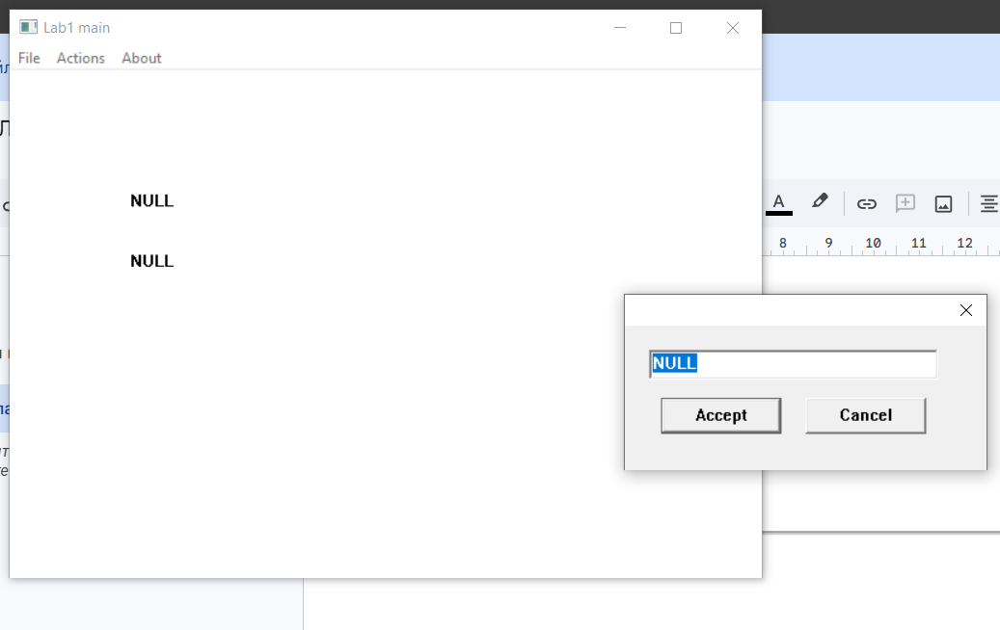 Lab1 main
File Actions About
NULL
NULL
A
8 9 10 11 12
NULL
Accept Cancel